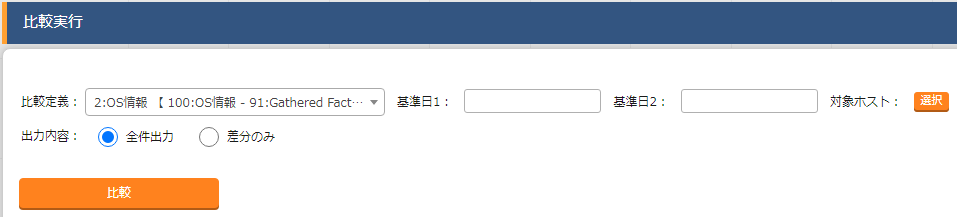 比較実行
比較定義： 2:OS情報 【 100:OS情報 - 91:Gathered Fact… 基準日1： 基準日2： 対象ホスト： 選択
出力内容： 全件出力 差分のみ
比較